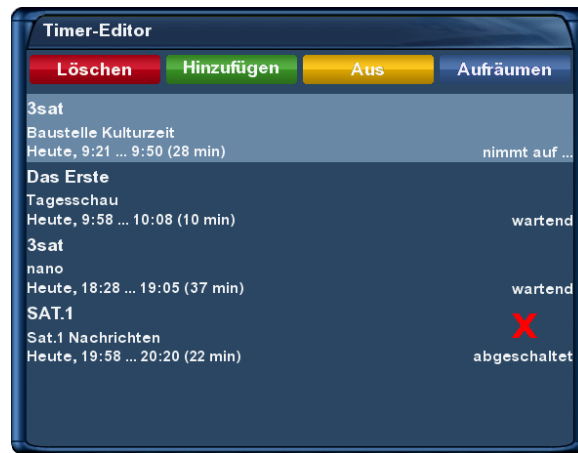 Timer-Editor
Löschen Hinzufügen Aus Aufräumen
3sat
Baustelle Kulturzeit
Heute, 9:21 ... 9:50 (28 min) nimmt auf ...
Das Erste
Tagesschau
Heute, 9:58 ... 10:08 (10 min) wartend
3sat
nano
Heute, 18:28 ... 19:05 (37 min) wartend
SAT.1
Sat.1 Nachrichten
Heute, 19:58 ... 20:20 (22 min) abgeschaltet